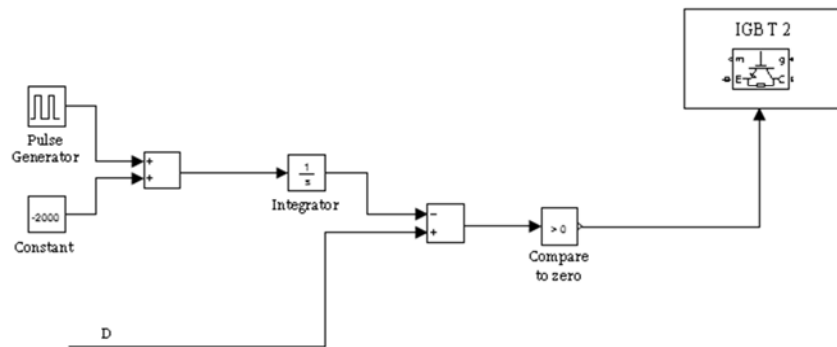 IGBT 2
m
g
E
C
Pulse
Generator
+
+
-2000
Constant
1
s
Integrator
−
+
> 0
Compare
to zero
D